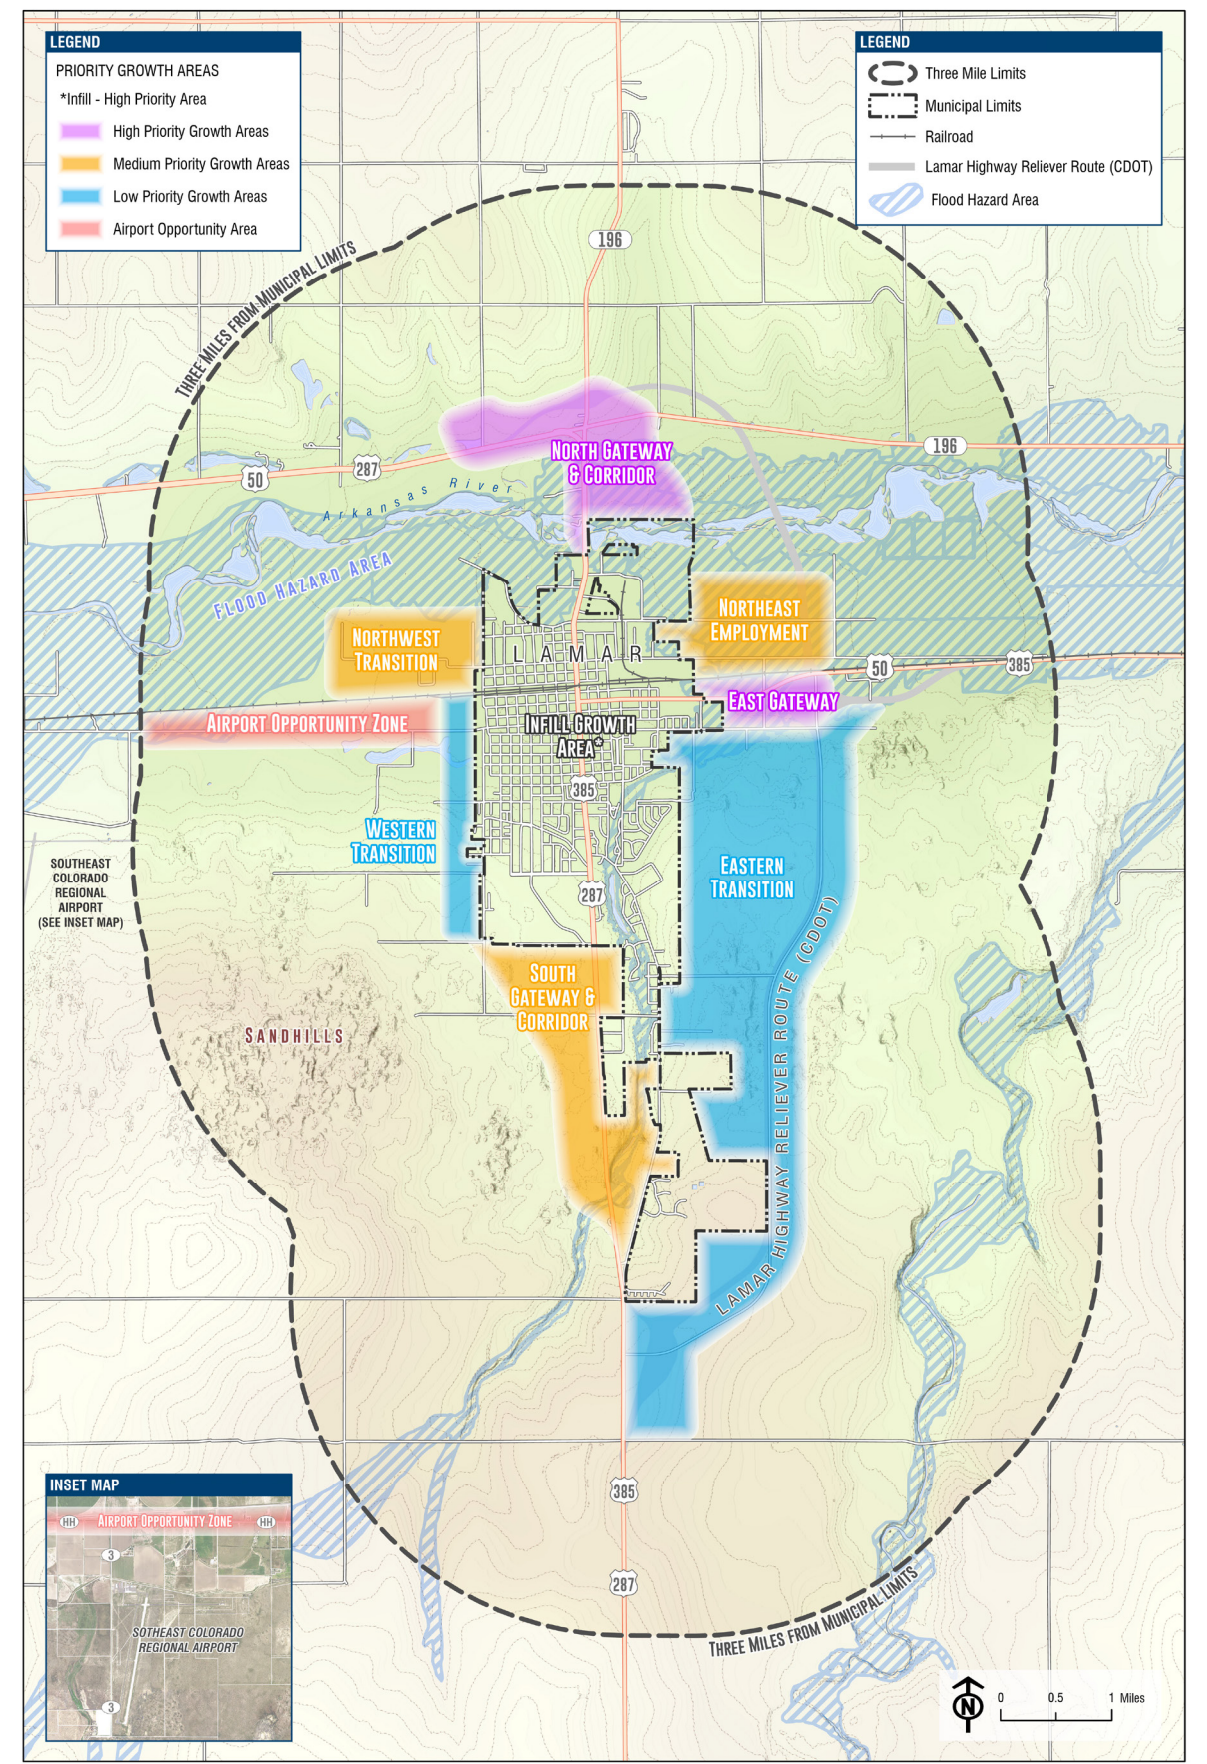 LEGEND
PRIORITY GROWTH AREAS
*Infill - High Priority Area
High Priority Growth Areas
Medium Priority Growth Areas
Low Priority Growth Areas
Airport Opportunity Area
LEGEND
Three Mile Limits
Municipal Limits
Railroad
Lamar Highway Reliever Route (CDOT)
Flood Hazard Area
196
THREE MILES FROM MUNICIPAL LIMITS
NORTH GATEWAY
& CORRIDOR
196
287
50
Arkansas River
FLOOD HAZARD AREA
NORTHWEST
TRANSITION
NORTHEAST
EMPLOYMENT
LAMAR
50
385
EAST GATEWAY
AIRPORT OPPORTUNITY ZONE
INFILL GROWTH
AREA*
385
WESTERN
TRANSITION
EASTERN
TRANSITION
SOUTHEAST
COLORADO
REGIONAL
AIRPORT
(SEE INSET MAP)
287
SOUTH
GATEWAY &
CORRIDOR
SANDHILLS
LAMAR HIGHWAY RELIEVER ROUTE (CDOT)
385
287
THREE MILES FROM MUNICIPAL LIMITS
INSET MAP
HH
AIRPORT OPPORTUNITY ZONE
HH
3
SOTHEAST COLORADO
REGIONAL AIRPORT
3
N
0 0.5 1 Miles